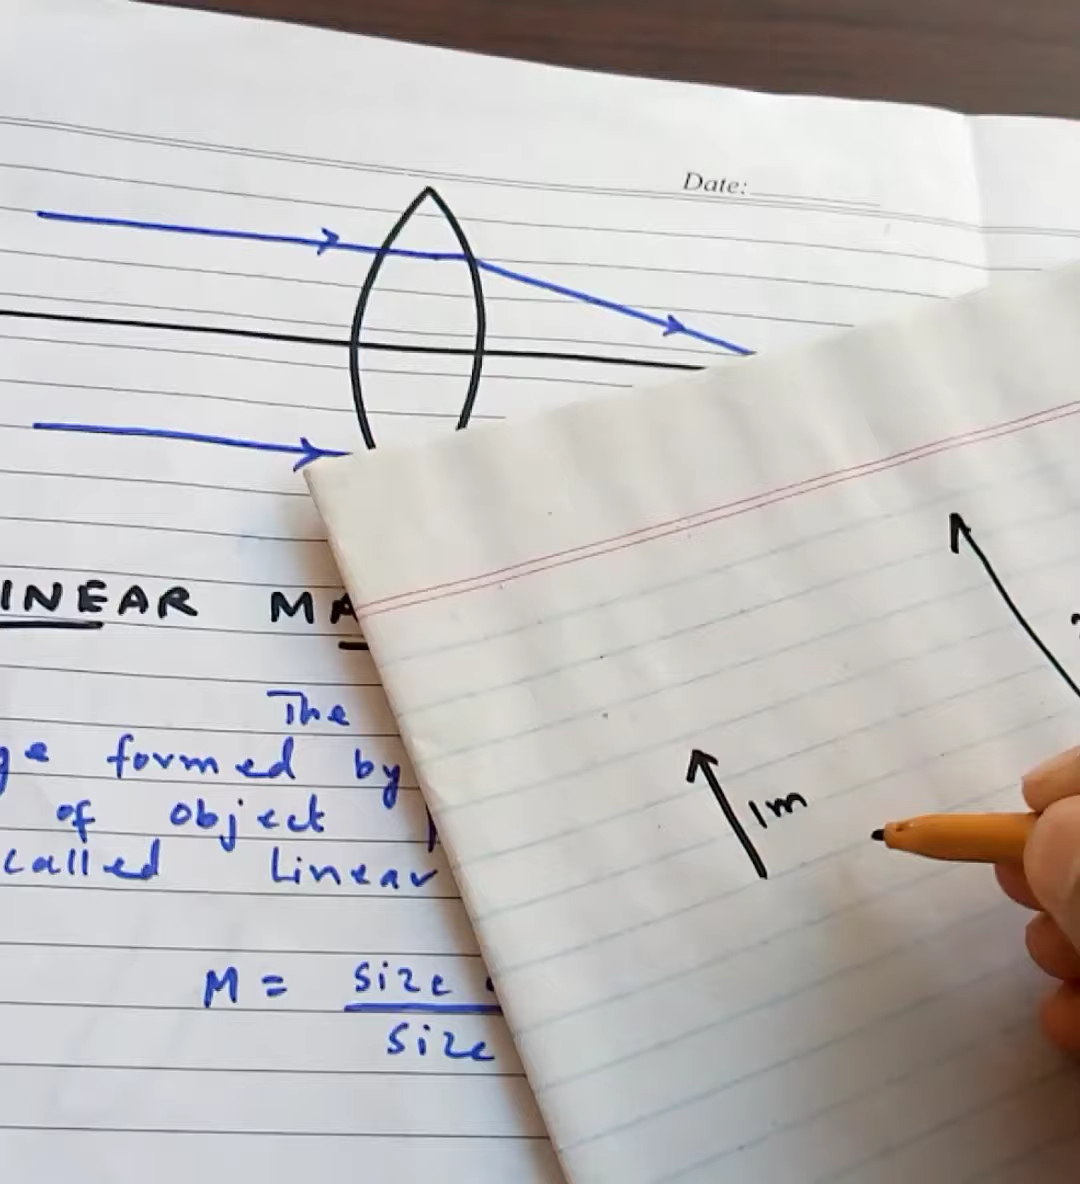 Date:
INEAR MA
The
ge formed by
of object
called Linear
M = size
size
1m